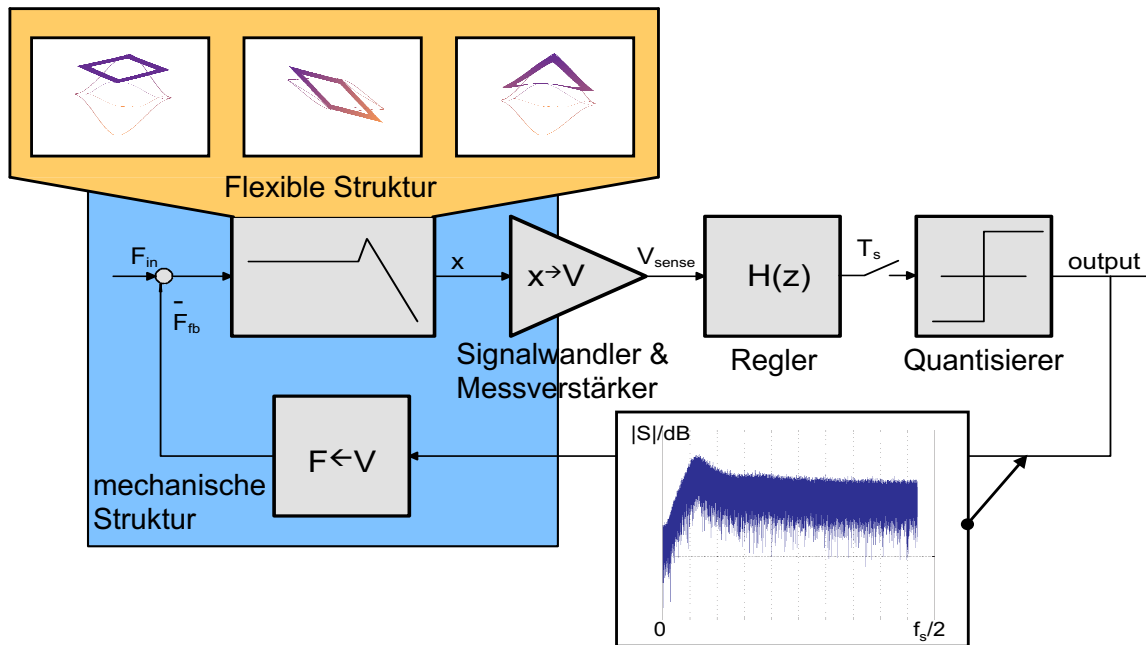 Flexible Struktur
F_in
-
F_fb
x
x→V
V_sense
H(z)
T_s
output
Signalwandler &
Messverstärker
Regler
Quantisierer
F←V
mechanische
Struktur
|S|/dB
0
f_s/2